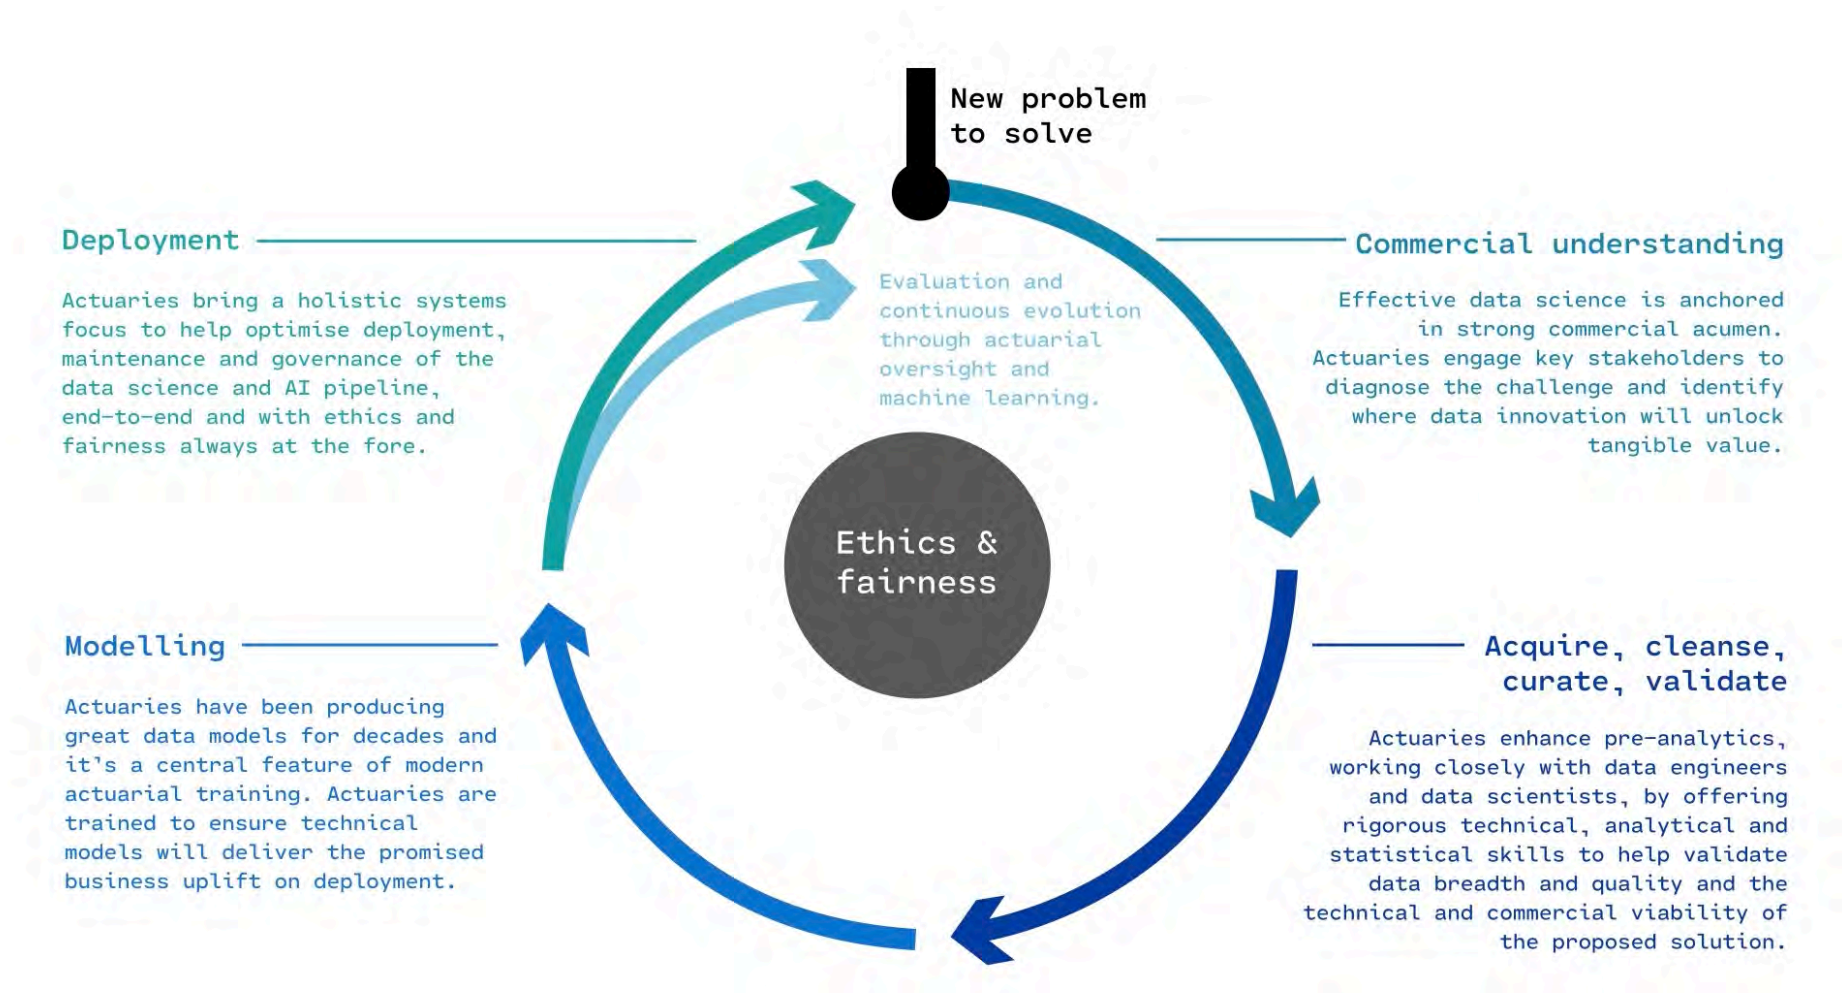 New problem
to solve
Commercial understanding
Effective data science is anchored
in strong commercial acumen.
Actuaries engage key stakeholders to
diagnose the challenge and identify
where data innovation will unlock
tangible value.
Acquire, cleanse,
curate, validate
Actuaries enhance pre-analytics,
working closely with data engineers
and data scientists, by offering
rigorous technical, analytical and
statistical skills to help validate
data breadth and quality and the
technical and commercial viability of
the proposed solution.
Modelling
Actuaries have been producing
great data models for decades and
it's a central feature of modern
actuarial training. Actuaries are
trained to ensure technical
models will deliver the promised
business uplift on deployment.
Deployment
Actuaries bring a holistic systems
focus to help optimise deployment,
maintenance and governance of the
data science and AI pipeline,
end-to-end and with ethics and
fairness always at the fore.
Evaluation and
continuous evolution
through actuarial
oversight and
machine learning.
Ethics &
fairness